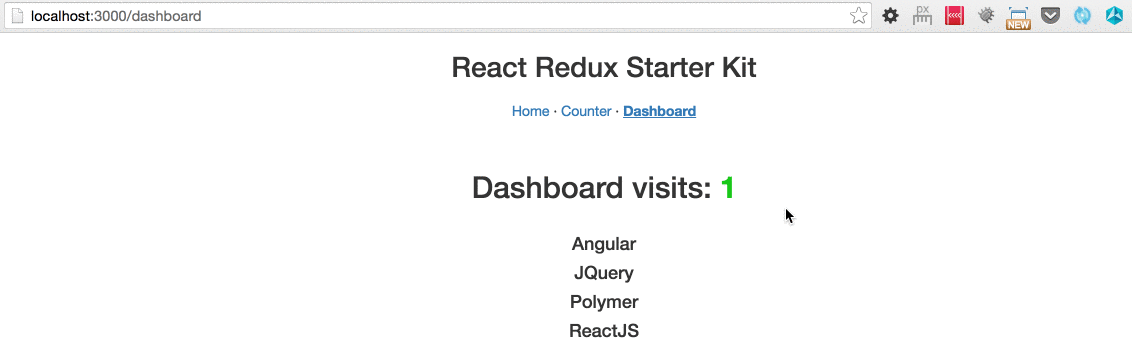 localhost:3000/dashboard
px
NEW
React Redux Starter Kit
Home · Counter · Dashboard
Dashboard visits: 1
Angular
JQuery
Polymer
ReactJS